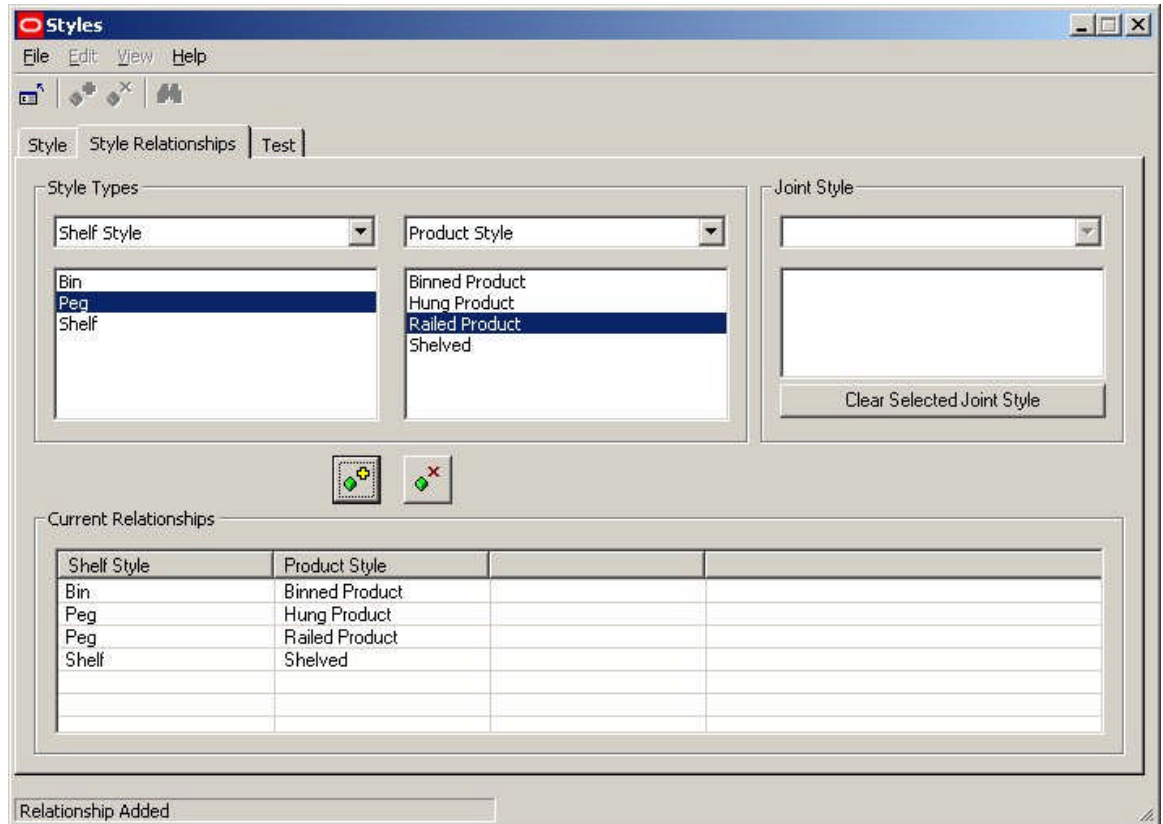 Styles
File Edit View Help
Style Style Relationships Test
Style Types
Joint Style
Shelf Style
Product Style
Bin
Peg
Shelf
Binned Product
Hung Product
Railed Product
Shelved
Clear Selected Joint Style
Current Relationships
Shelf Style Product Style
Bin Binned Product
Peg Hung Product
Peg Railed Product
Shelf Shelved
Relationship Added